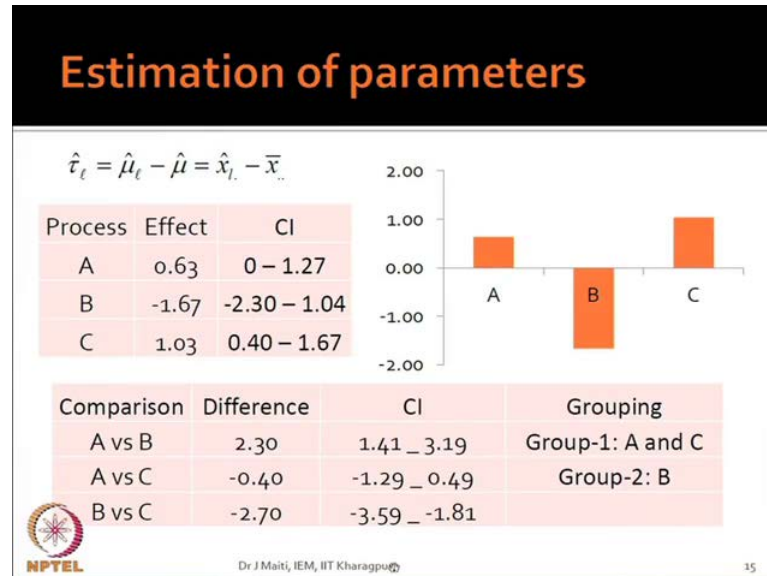 Estimation of parameters
τ̂ℓ = μ̂ℓ − μ̂ = x̂l. − x̄..
Process Effect CI
A 0.63 0 – 1.27
B -1.67 -2.30 – 1.04
C 1.03 0.40 – 1.67
2.00
1.00
0.00
-1.00
-2.00
A B C
Comparison Difference CI Grouping
A vs B 2.30 1.41 _ 3.19 Group-1: A and C
A vs C -0.40 -1.29 _ 0.49 Group-2: B
B vs C -2.70 -3.59 _ -1.81
NPTEL
Dr J Maiti, IEM, IIT Kharagpur
15